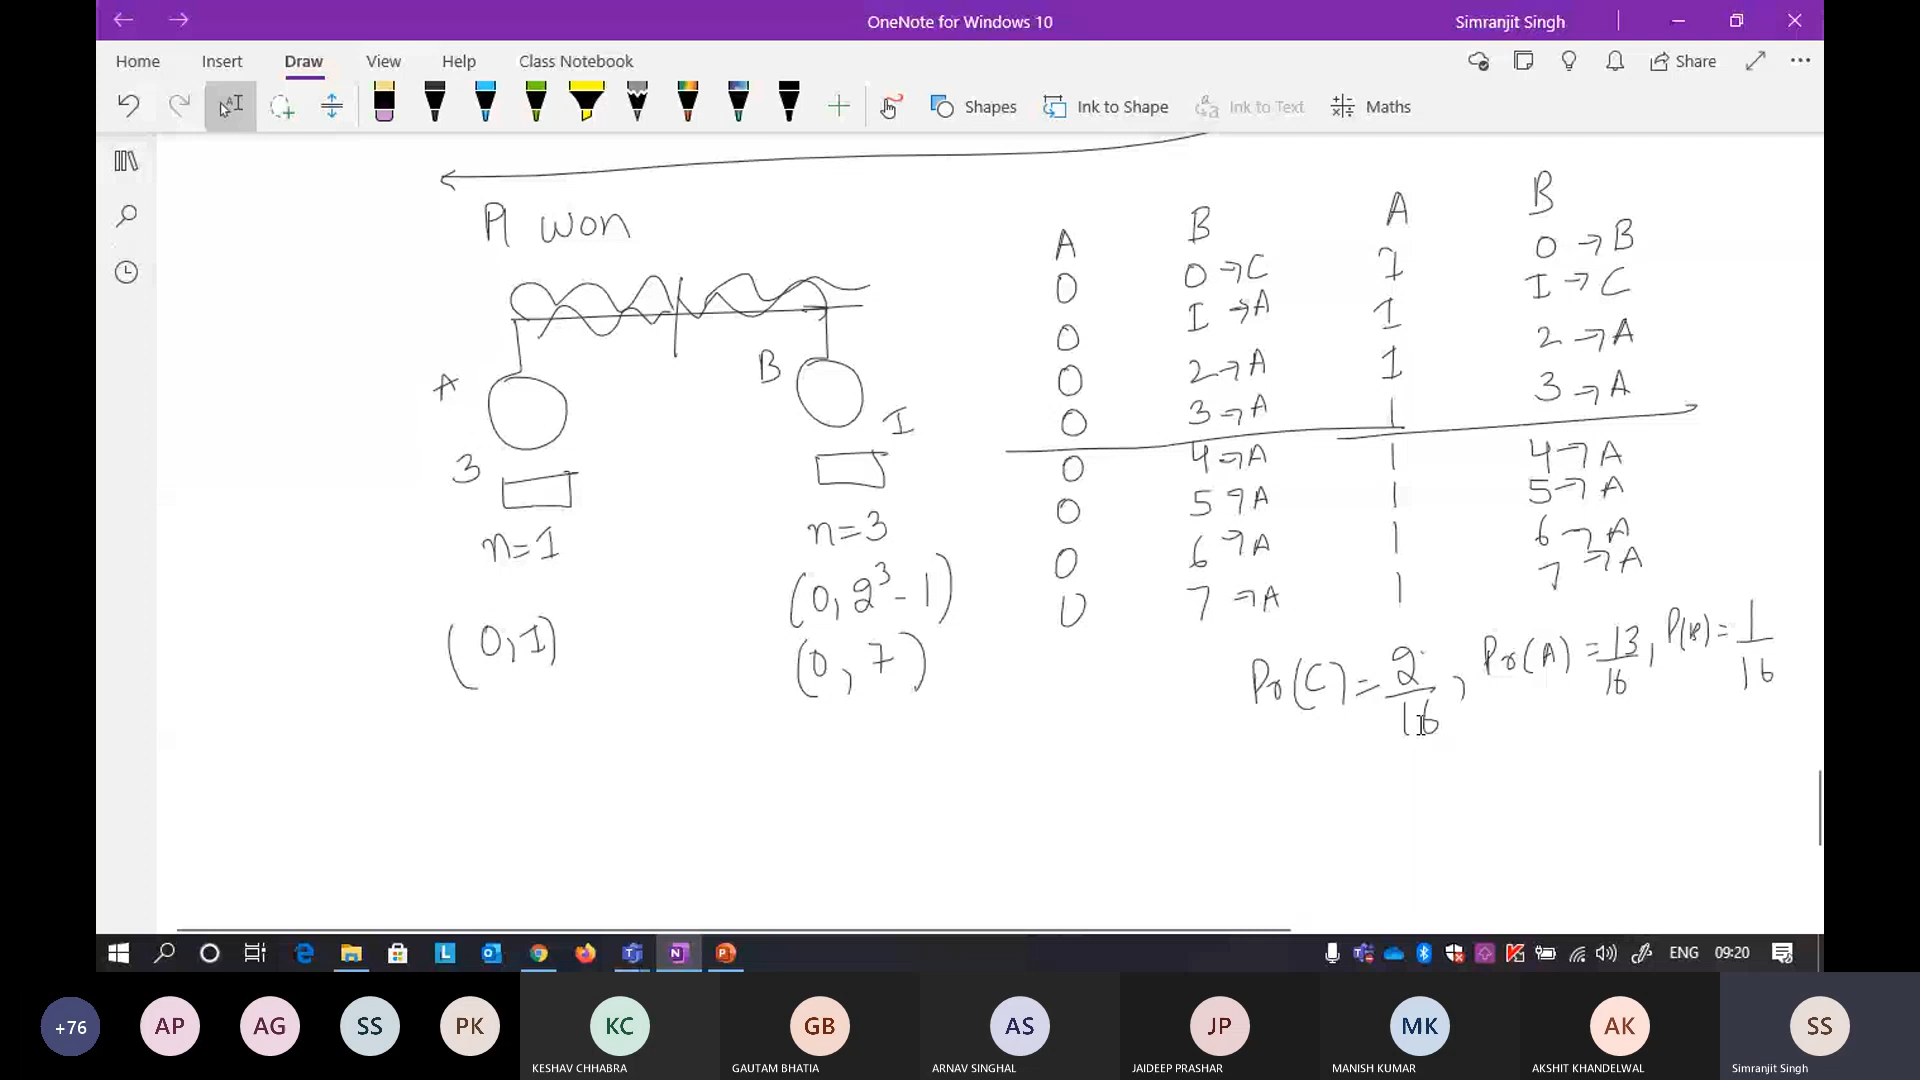 OneNote for Windows 10
Simranjit Singh
Home Insert Draw View Help Class Notebook
Share
Shapes Ink to Shape Ink to Text Maths
A won
A B
3 I
n=1 n=3
(0, 2³-1)
(0,1) (0, 7)
A B A B
0 0→C 1 0→B
0 I→A 1 I→C
0 2→A 1 2→A
0 3→A 1 3→A
0 4→A 1 4→A
0 5→A 1 5→A
0 6→A 1 6→A
0 7→A 1 7→A
Pr(C)=2/16, Pr(A)=13/16, P(B)=1/16
ENG 09:20
+76 AP AG SS PK KC GB AS JP MK AK SS
KESHAV CHHABRA GAUTAM BHATIA ARNAV SINGHAL JAIDEEP PRASHAR MANISH KUMAR AKSHIT KHANDELWAL Simranjit Singh